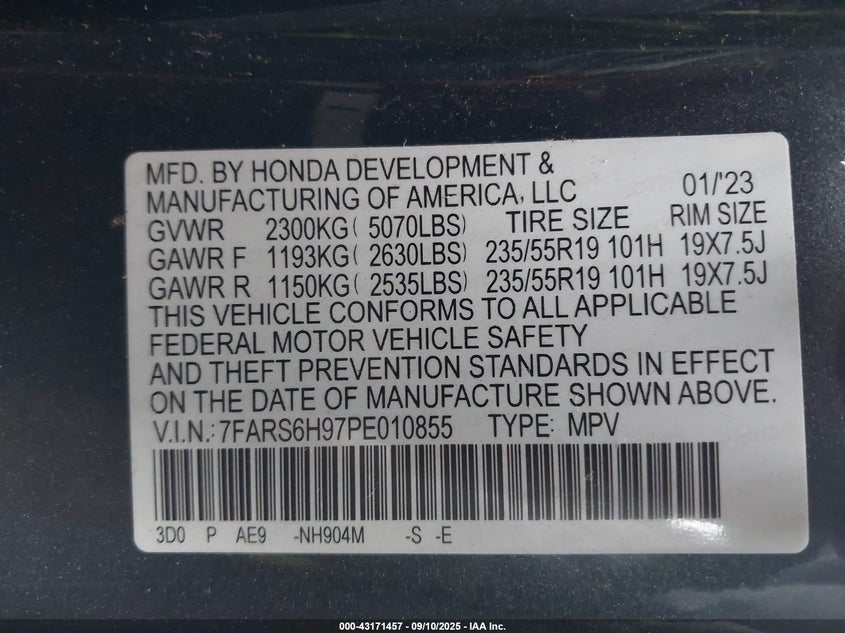 MFD. BY HONDA DEVELOPMENT &
MANUFACTURING OF AMERICA, LLC 01/'23
GVWR 2300KG( 5070LBS) TIRE SIZE RIM SIZE
GAWR F 1193KG( 2630LBS) 235/55R19 101H 19X7.5J
GAWR R 1150KG( 2535LBS) 235/55R19 101H 19X7.5J
THIS VEHICLE CONFORMS TO ALL APPLICABLE
FEDERAL MOTOR VEHICLE SAFETY
AND THEFT PREVENTION STANDARDS IN EFFECT
ON THE DATE OF MANUFACTURE SHOWN ABOVE.
V.I.N.: 7FARS6H97PE010855 TYPE: MPV
3D0 P AE9 -NH904M -S -E
000-43171457 - 09/10/2025 - IAA Inc.